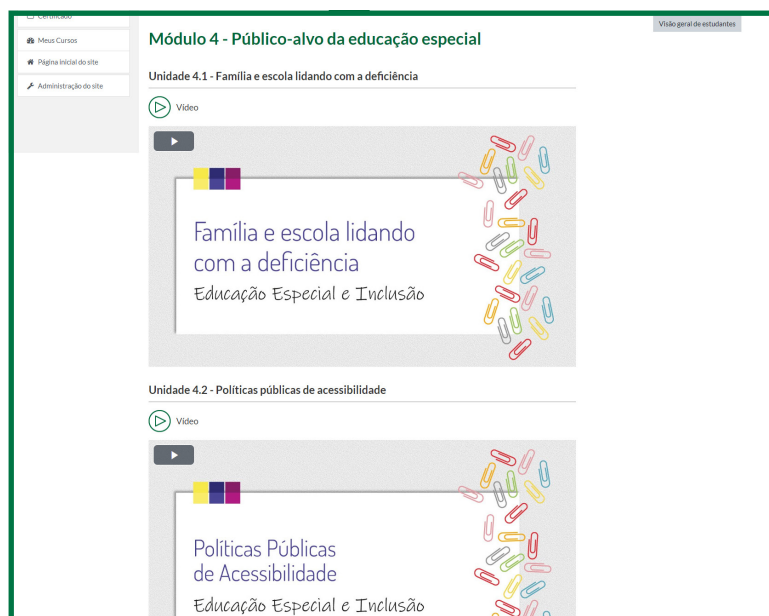 Certificado
Meus Cursos
Página inicial do site
Administração do site
Visão geral de estudantes
Módulo 4 - Público-alvo da educação especial
Unidade 4.1 - Família e escola lidando com a deficiência
Vídeo
Família e escola lidando
com a deficiência
Educação Especial e Inclusão
Unidade 4.2 - Políticas públicas de acessibilidade
Vídeo
Políticas Públicas
de Acessibilidade
Educação Especial e Inclusão